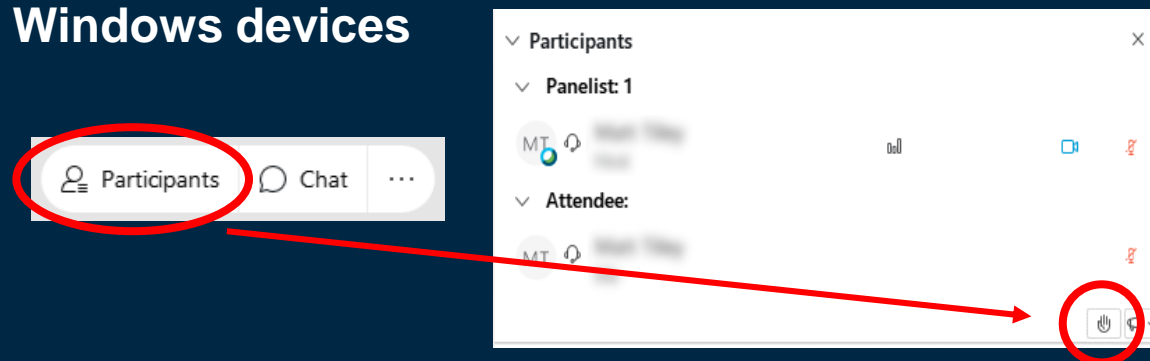 Windows devices
Participants
Chat
...
Participants
Panelist: 1
MT
Attendee:
MT